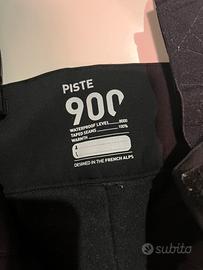 PISTE
900
WATERPROOF LEVEL 8000
TAPED SEAMS 100%
WARMTH
DESIGNED IN THE FRENCH ALPS
subito